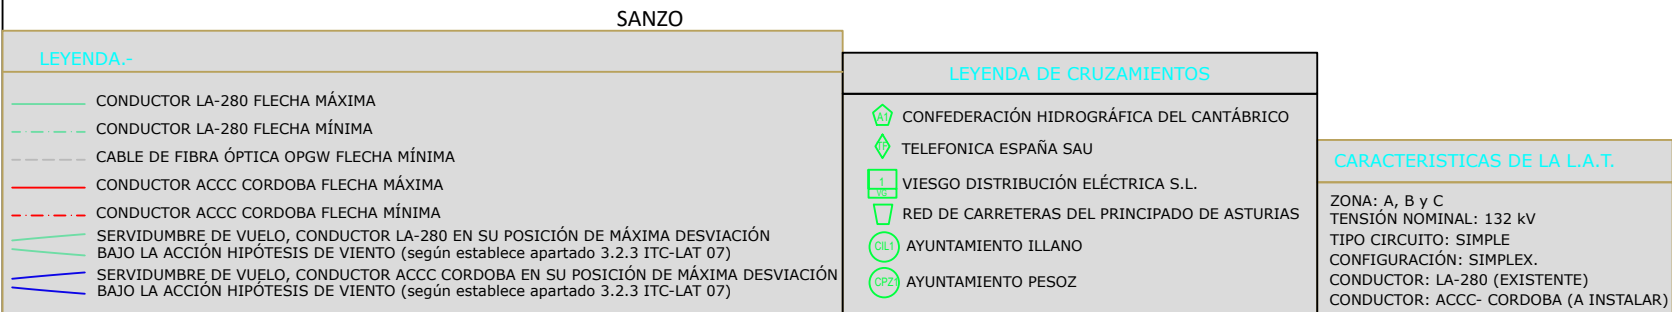 SANZO
LEYENDA.-
CONDUCTOR LA-280 FLECHA MÁXIMA
CONDUCTOR LA-280 FLECHA MÍNIMA
CABLE DE FIBRA ÓPTICA OPGW FLECHA MÍNIMA
CONDUCTOR ACCC CORDOBA FLECHA MÁXIMA
CONDUCTOR ACCC CORDOBA FLECHA MÍNIMA
SERVIDUMBRE DE VUELO, CONDUCTOR LA-280 EN SU POSICIÓN DE MÁXIMA DESVIACIÓN
BAJO LA ACCIÓN HIPÓTESIS DE VIENTO (según establece apartado 3.2.3 ITC-LAT 07)
SERVIDUMBRE DE VUELO, CONDUCTOR ACCC CORDOBA EN SU POSICIÓN DE MÁXIMA DESVIACIÓN
BAJO LA ACCIÓN HIPÓTESIS DE VIENTO (según establece apartado 3.2.3 ITC-LAT 07)
LEYENDA DE CRUZAMIENTOS
A1 CONFEDERACIÓN HIDROGRÁFICA DEL CANTÁBRICO
TF TELEFONICA ESPAÑA SAU
1 VG VIESGO DISTRIBUCIÓN ELÉCTRICA S.L.
RED DE CARRETERAS DEL PRINCIPADO DE ASTURIAS
CIL1 AYUNTAMIENTO ILLANO
CPZ1 AYUNTAMIENTO PESOZ
CARACTERISTICAS DE LA L.A.T.
ZONA: A, B y C
TENSIÓN NOMINAL: 132 kV
TIPO CIRCUITO: SIMPLE
CONFIGURACIÓN: SIMPLEX.
CONDUCTOR: LA-280 (EXISTENTE)
CONDUCTOR: ACCC- CORDOBA (A INSTALAR)